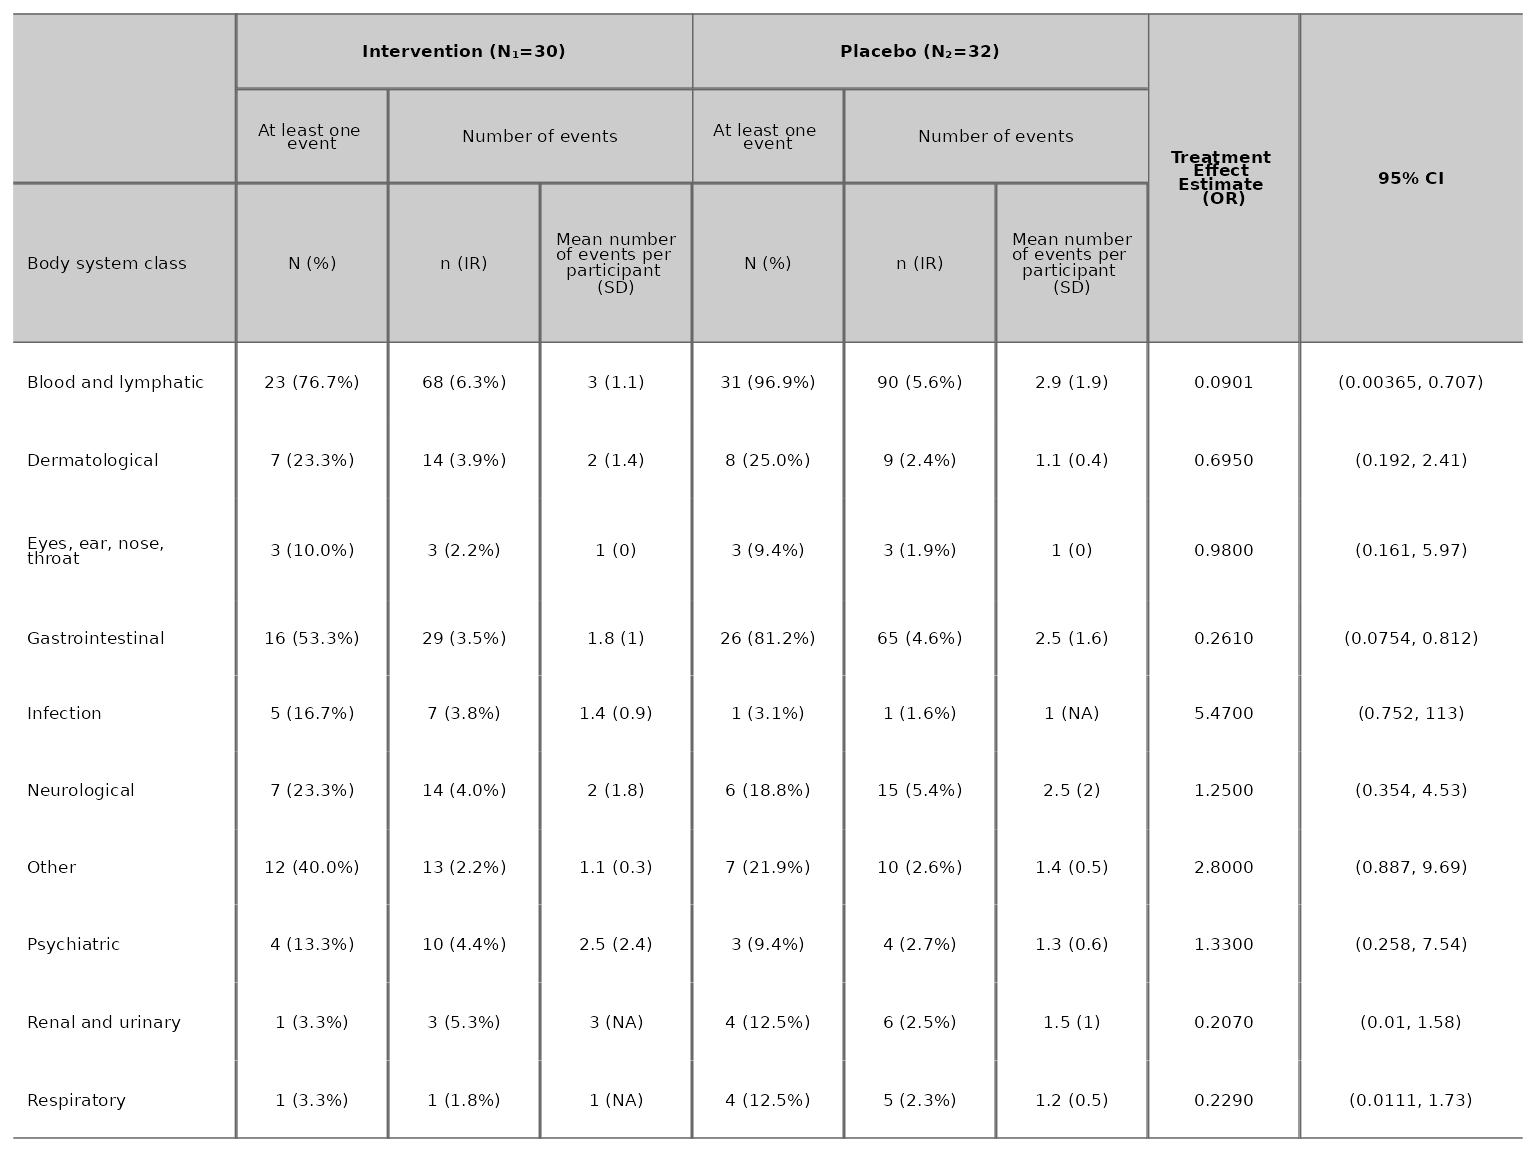 Intervention (N₁=30)
Placebo (N₂=32)
Treatment
Effect
Estimate
(OR)
95% CI
At least one
event
Number of events
At least one
event
Number of events
Body system class
N (%)
n (IR)
Mean number
of events per
participant
(SD)
N (%)
n (IR)
Mean number
of events per
participant
(SD)
Blood and lymphatic 23 (76.7%) 68 (6.3%) 3 (1.1) 31 (96.9%) 90 (5.6%) 2.9 (1.9) 0.0901 (0.00365, 0.707)
Dermatological 7 (23.3%) 14 (3.9%) 2 (1.4) 8 (25.0%) 9 (2.4%) 1.1 (0.4) 0.6950 (0.192, 2.41)
Eyes, ear, nose,
throat
3 (10.0%) 3 (2.2%) 1 (0) 3 (9.4%) 3 (1.9%) 1 (0) 0.9800 (0.161, 5.97)
Gastrointestinal 16 (53.3%) 29 (3.5%) 1.8 (1) 26 (81.2%) 65 (4.6%) 2.5 (1.6) 0.2610 (0.0754, 0.812)
Infection 5 (16.7%) 7 (3.8%) 1.4 (0.9) 1 (3.1%) 1 (1.6%) 1 (NA) 5.4700 (0.752, 113)
Neurological 7 (23.3%) 14 (4.0%) 2 (1.8) 6 (18.8%) 15 (5.4%) 2.5 (2) 1.2500 (0.354, 4.53)
Other 12 (40.0%) 13 (2.2%) 1.1 (0.3) 7 (21.9%) 10 (2.6%) 1.4 (0.5) 2.8000 (0.887, 9.69)
Psychiatric 4 (13.3%) 10 (4.4%) 2.5 (2.4) 3 (9.4%) 4 (2.7%) 1.3 (0.6) 1.3300 (0.258, 7.54)
Renal and urinary 1 (3.3%) 3 (5.3%) 3 (NA) 4 (12.5%) 6 (2.5%) 1.5 (1) 0.2070 (0.01, 1.58)
Respiratory 1 (3.3%) 1 (1.8%) 1 (NA) 4 (12.5%) 5 (2.3%) 1.2 (0.5) 0.2290 (0.0111, 1.73)